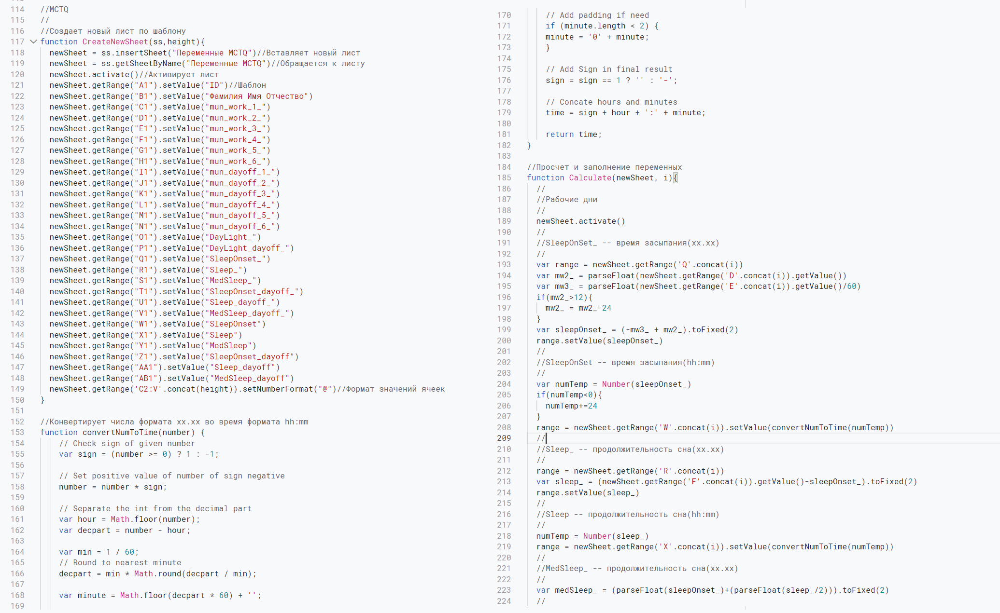 114 //MCTQ
115 //
116 //Создает новый лист по шаблону
117 function CreateNewSheet(ss,height){
118 newSheet = ss.insertSheet("Переменные MCTQ")//Вставляет новый лист
119 newSheet = ss.getSheetByName("Переменные MCTQ")//Обращается к листу
120 newSheet.activate()//Активирует лист
121 newSheet.getRange("A1").setValue("ID")//Шаблон
122 newSheet.getRange("B1").setValue("Фамилия Имя Отчество")
123 newSheet.getRange("C1").setValue("mun_work_1_")
124 newSheet.getRange("D1").setValue("mun_work_2_")
125 newSheet.getRange("E1").setValue("mun_work_3_")
126 newSheet.getRange("F1").setValue("mun_work_4_")
127 newSheet.getRange("G1").setValue("mun_work_5_")
128 newSheet.getRange("H1").setValue("mun_work_6_")
129 newSheet.getRange("I1").setValue("mun_dayoff_1_")
130 newSheet.getRange("J1").setValue("mun_dayoff_2_")
131 newSheet.getRange("K1").setValue("mun_dayoff_3_")
132 newSheet.getRange("L1").setValue("mun_dayoff_4_")
133 newSheet.getRange("M1").setValue("mun_dayoff_5_")
134 newSheet.getRange("N1").setValue("mun_dayoff_6_")
135 newSheet.getRange("O1").setValue("DayLight_")
136 newSheet.getRange("P1").setValue("DayLight_dayoff_")
137 newSheet.getRange("Q1").setValue("SleepOnset_")
138 newSheet.getRange("R1").setValue("Sleep_")
139 newSheet.getRange("S1").setValue("MedSleep_")
140 newSheet.getRange("T1").setValue("SleepOnset_dayoff_")
141 newSheet.getRange("U1").setValue("Sleep_dayoff_")
142 newSheet.getRange("V1").setValue("MedSleep_dayoff_")
143 newSheet.getRange("W1").setValue("SleepOnset")
144 newSheet.getRange("X1").setValue("Sleep")
145 newSheet.getRange("Y1").setValue("MedSleep")
146 newSheet.getRange("Z1").setValue("SleepOnset_dayoff")
147 newSheet.getRange("AA1").setValue("Sleep_dayoff")
148 newSheet.getRange("AB1").setValue("MedSleep_dayoff")
149 newSheet.getRange('C2:V'.concat(height)).setNumberFormat("@")//Формат значений ячеек
150 }
151
152 //Конвертирует числа формата xx.xx во время формата hh:mm
153 function convertNumToTime(number) {
154 // Check sign of given number
155 var sign = (number >= 0) ? 1 : -1;
156
157 // Set positive value of number of sign negative
158 number = number * sign;
159
160 // Separate the int from the decimal part
161 var hour = Math.floor(number);
162 var decpart = number - hour;
163
164 var min = 1 / 60;
165 // Round to nearest minute
166 decpart = min * Math.round(decpart / min);
167
168 var minute = Math.floor(decpart * 60) + '';
169
170 // Add padding if need
171 if (minute.length < 2) {
172 minute = '0' + minute;
173 }
174
175 // Add Sign in final result
176 sign = sign == 1 ? '' : '-';
177
178 // Concate hours and minutes
179 time = sign + hour + ':' + minute;
180
181 return time;
182 }
183
184 //Просчет и заполнение переменных
185 function Calculate(newSheet, i){
186 //
187 //Рабочие дни
188 //
189 newSheet.activate()
190 //
191 //SleepOnSet_ -- время засыпания(xx.xx)
192 //
193 var range = newSheet.getRange('Q'.concat(i))
194 var mw2_ = parseFloat(newSheet.getRange('D'.concat(i)).getValue())
195 var mw3_ = parseFloat(newSheet.getRange('E'.concat(i)).getValue()/60)
196 if(mw2_>12){
197 mw2_ = mw2_-24
198 }
199 var sleepOnset_ = (-mw3_ + mw2_).toFixed(2)
200 range.setValue(sleepOnset_)
201 //
202 //SleepOnSet -- время засыпания(hh:mm)
203 //
204 var numTemp = Number(sleepOnset_)
205 if(numTemp<0){
206 numTemp+=24
207 }
208 range = newSheet.getRange('W'.concat(i)).setValue(convertNumToTime(numTemp))
209 //
210 //Sleep_ -- продолжительность сна(xx.xx)
211 //
212 range = newSheet.getRange('R'.concat(i))
213 var sleep_ = (newSheet.getRange('F'.concat(i)).getValue()-sleepOnset_).toFixed(2)
214 range.setValue(sleep_)
215 //
216 //Sleep -- продолжительность сна(hh:mm)
217 //
218 numTemp = Number(sleep_)
219 range = newSheet.getRange('X'.concat(i)).setValue(convertNumToTime(numTemp))
220 //
221 //MedSleep_ -- продолжительность сна(xx.xx)
222 //
223 var medSleep_ = (parseFloat(sleepOnset_)+(parseFloat(sleep_/2))).toFixed(2)
224 //